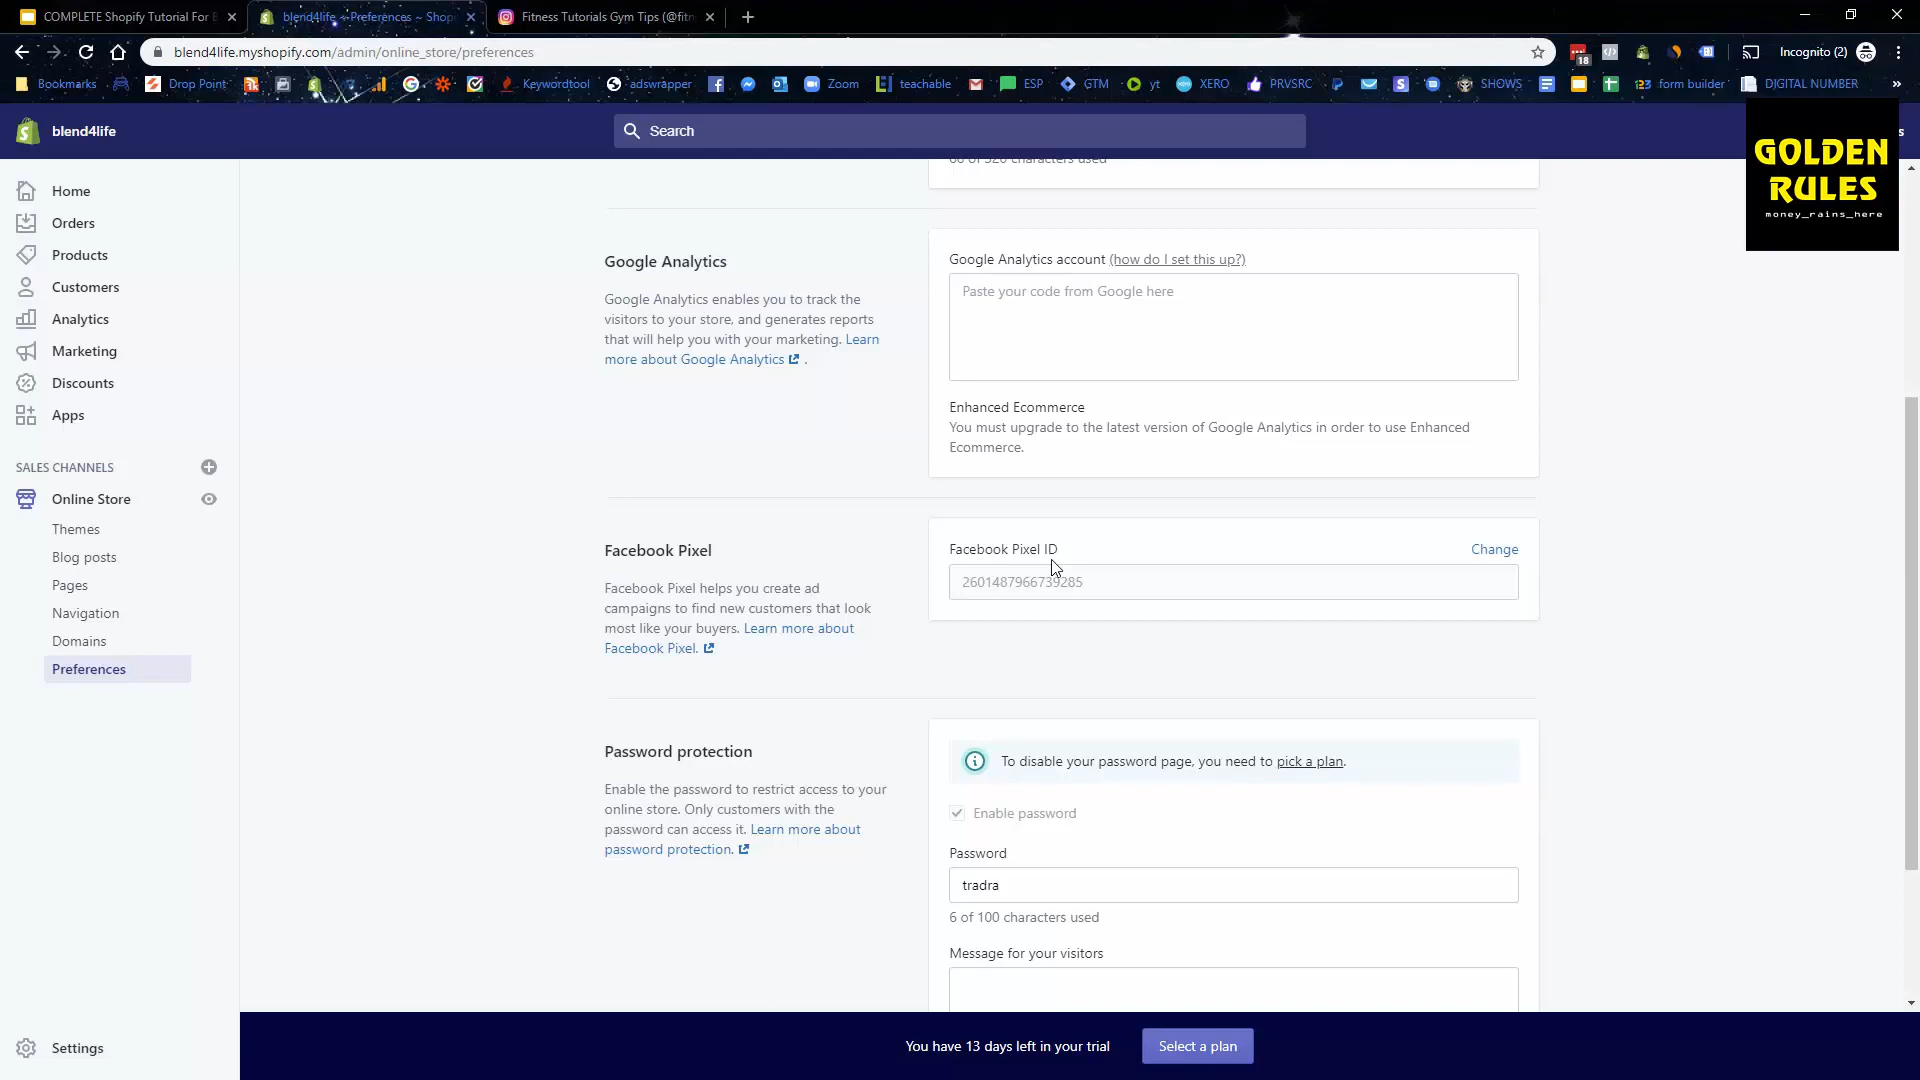 COMPLETE Shopify Tutorial For B
blend4life ~ Preferences ~ Shop
Fitness Tutorials Gym Tips (@fitn
blend4life.myshopify.com/admin/online_store/preferences
18
Incognito (2)
Bookmarks
Drop Point
Keywordtool
adswrapper
Zoom
teachable
ESP
GTM
yt
XERO
PRVSRC
SHOWS
123 form builder
DIGITAL NUMBER
»
blend4life
Search
GOLDEN
RULES
money_rains_here
Home
Orders
Products
Customers
Analytics
Marketing
Discounts
Apps
SALES CHANNELS
Online Store
Themes
Blog posts
Pages
Navigation
Domains
Preferences
Settings
characters used
Google Analytics
Google Analytics enables you to track the
visitors to your store, and generates reports
that will help you with your marketing. Learn
more about Google Analytics .
Google Analytics account (how do I set this up?)
Paste your code from Google here
Enhanced Ecommerce
You must upgrade to the latest version of Google Analytics in order to use Enhanced
Ecommerce.
Facebook Pixel
Facebook Pixel helps you create ad
campaigns to find new customers that look
most like your buyers. Learn more about
Facebook Pixel.
Facebook Pixel ID
Change
2601487966739285
Password protection
Enable the password to restrict access to your
online store. Only customers with the
password can access it. Learn more about
password protection.
To disable your password page, you need to pick a plan.
Enable password
Password
tradra
6 of 100 characters used
Message for your visitors
You have 13 days left in your trial
Select a plan